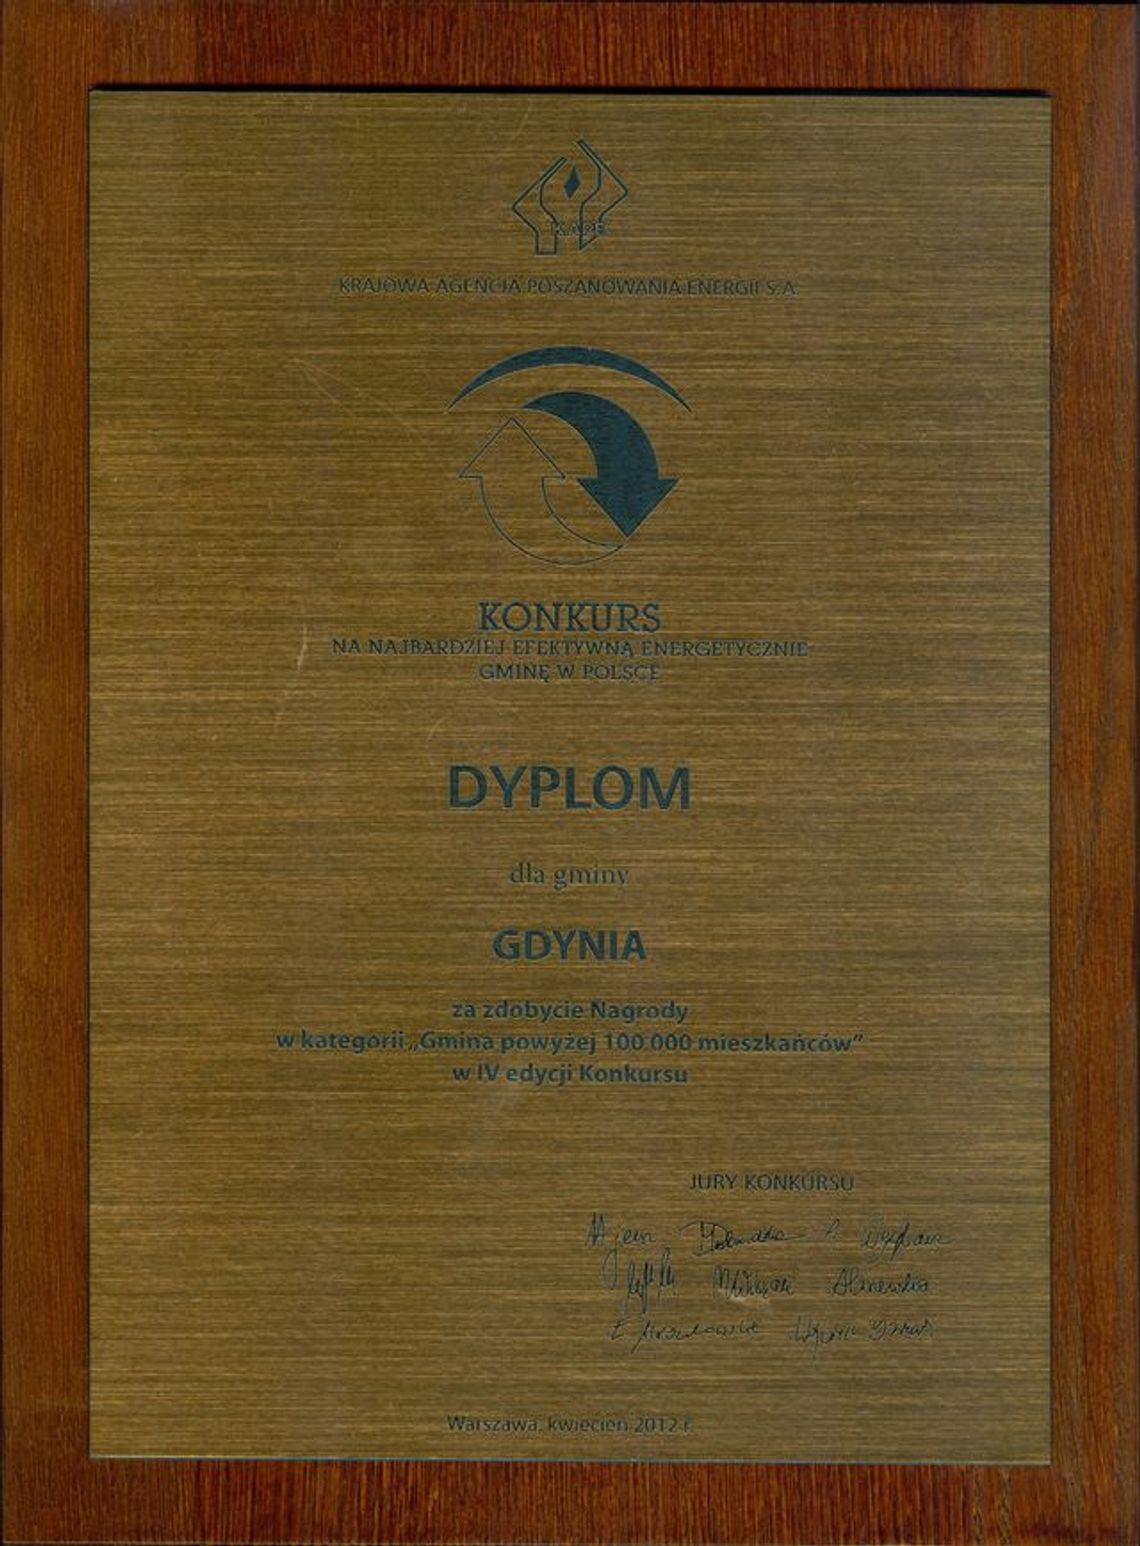 KAPE
KRAJOWA AGENCJA POSZANOWANIA ENERGII S.A.
KONKURS
NA NAJBARDZIEJ EFEKTYWNĄ ENERGETYCZNIE
GMINĘ W POLSCE
DYPLOM
dla gminy
GDYNIA
za zdobycie Nagrody
w kategorii „Gmina powyżej 100 000 mieszkańców”
w IV edycji Konkursu
JURY KONKURSU
Warszawa, kwiecień 2012 r.